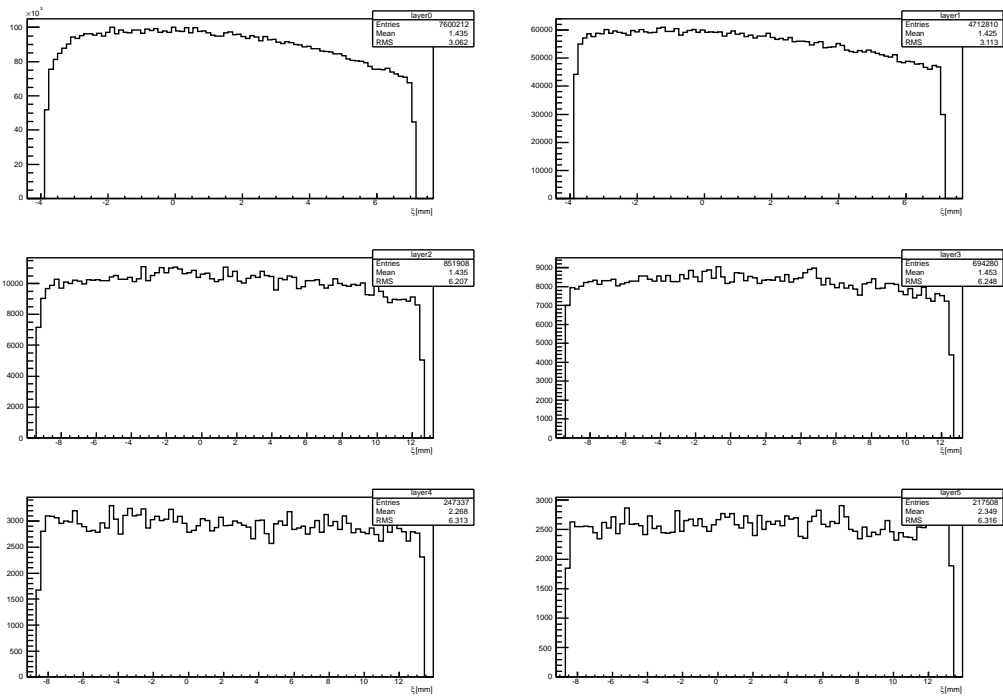 ×10³
layer0
Entries 7600212
Mean 1.435
RMS 3.062
100
80
60
40
20
0
-4 -2 0 2 4 6
ξ[mm]
layer1
Entries 4712810
Mean 1.425
RMS 3.113
60000
50000
40000
30000
20000
10000
0
-4 -2 0 2 4 6
ξ[mm]
layer2
Entries 851908
Mean 1.435
RMS 6.207
10000
8000
6000
4000
2000
0
-8 -6 -4 -2 0 2 4 6 8 10 12
ξ[mm]
layer3
Entries 694280
Mean 1.453
RMS 6.248
9000
8000
7000
6000
5000
4000
3000
2000
1000
0
-8 -6 -4 -2 0 2 4 6 8 10 12
ξ[mm]
layer4
Entries 247337
Mean 2.268
RMS 6.313
3000
2500
2000
1500
1000
500
0
-8 -6 -4 -2 0 2 4 6 8 10 12
ξ[mm]
layer5
Entries 217508
Mean 2.349
RMS 6.316
3000
2500
2000
1500
1000
500
0
-8 -6 -4 -2 0 2 4 6 8 10 12
ξ[mm]